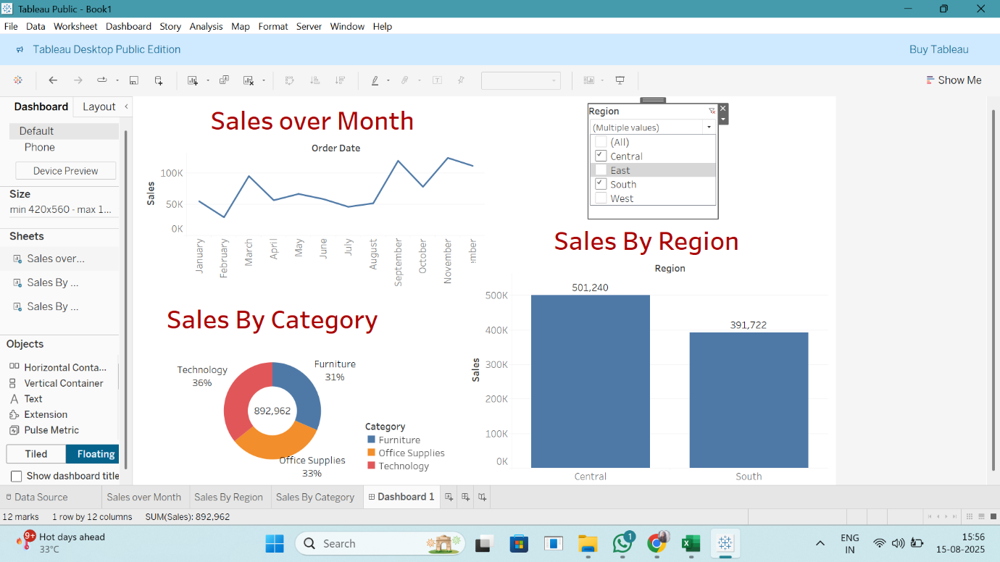 Tableau Public - Book1
File Data Worksheet Dashboard Story Analysis Map Format Server Window Help
Tableau Desktop Public Edition
Buy Tableau
Show Me
Dashboard Layout
Default
Phone
Device Preview
Size
min 420x560 - max 1...
Sheets
Sales over...
Sales By ...
Sales By ...
Objects
Horizontal Conta...
Vertical Container
Text
Extension
Pulse Metric
Tiled Floating
Show dashboard title
Sales over Month
Order Date
Sales
100K
50K
0K
January
February
March
April
May
June
July
August
September
October
November
mber
Region
(Multiple values)
(All)
Central
East
South
West
Sales By Category
Technology
36%
Furniture
31%
892,962
Office Supplies
33%
Category
Furniture
Office Supplies
Technology
Sales By Region
Region
Sales
500K
400K
300K
200K
100K
0K
501,240
391,722
Central
South
Data Source Sales over Month Sales By Region Sales By Category Dashboard 1
12 marks 1 row by 12 columns SUM(Sales): 892,962
9+
Hot days ahead
33°C
Search
1
ENG
IN
15:56
15-08-2025